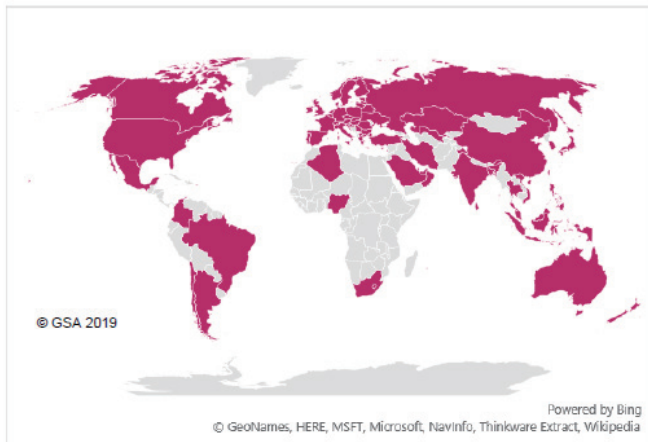 © GSA 2019
Powered by Bing
© GeoNames, HERE, MSFT, Microsoft, NavInfo, Thinkware Extract, Wikipedia